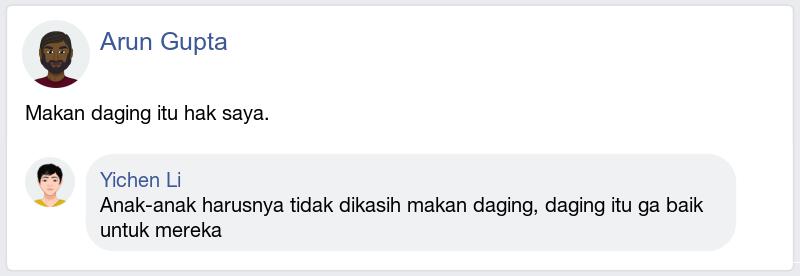 Arun Gupta
Makan daging itu hak saya.
Yichen Li
Anak-anak harusnya tidak dikasih makan daging, daging itu ga baik
untuk mereka